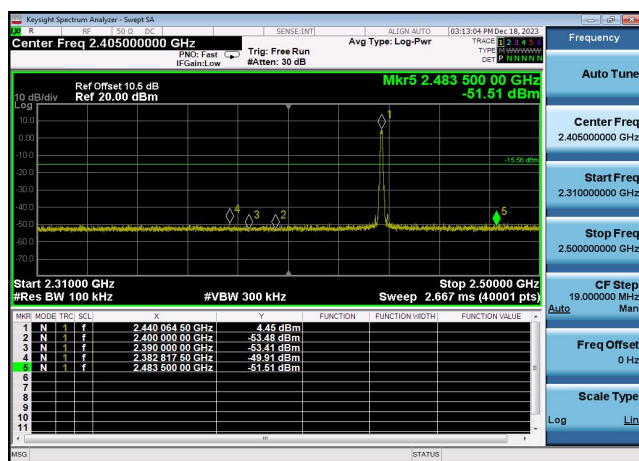 Keysight Spectrum Analyzer - Swept SA
LXI R RF 50 Ω DC SENSE:INT ALIGN AUTO 03:13:04 PM Dec 18, 2023
Center Freq 2.405000000 GHz
PNO: Fast
IFGain:Low
Trig: Free Run
#Atten: 30 dB
Avg Type: Log-Pwr
TRACE 1 2 3 4 5 6
TYPE M W W W W W
DET P N N N N N
Ref Offset 10.5 dB
10 dB/div Ref 20.00 dBm
Log
Mkr5 2.483 500 00 GHz
-51.51 dBm
10.0
0.00
-10.0
-20.0
-30.0
-40.0
-50.0
-60.0
-70.0
-15.56 dBm
1
4
3
2
5
Start 2.31000 GHz Stop 2.50000 GHz
#Res BW 100 kHz #VBW 300 kHz Sweep 2.667 ms (40001 pts)
MKR MODE TRC SCL X Y FUNCTION FUNCTION WIDTH FUNCTION VALUE
1 N 1 f 2.440 064 50 GHz 4.45 dBm
2 N 1 f 2.400 000 00 GHz -53.48 dBm
3 N 1 f 2.390 000 00 GHz -53.41 dBm
4 N 1 f 2.382 817 50 GHz -49.91 dBm
5 N 1 f 2.483 500 00 GHz -51.51 dBm
6
7
8
9
10
11
MSG STATUS
Frequency
Auto Tune
Center Freq
2.405000000 GHz
Start Freq
2.310000000 GHz
Stop Freq
2.500000000 GHz
CF Step
19.000000 MHz
Auto Man
Freq Offset
0 Hz
Scale Type
Log Lin